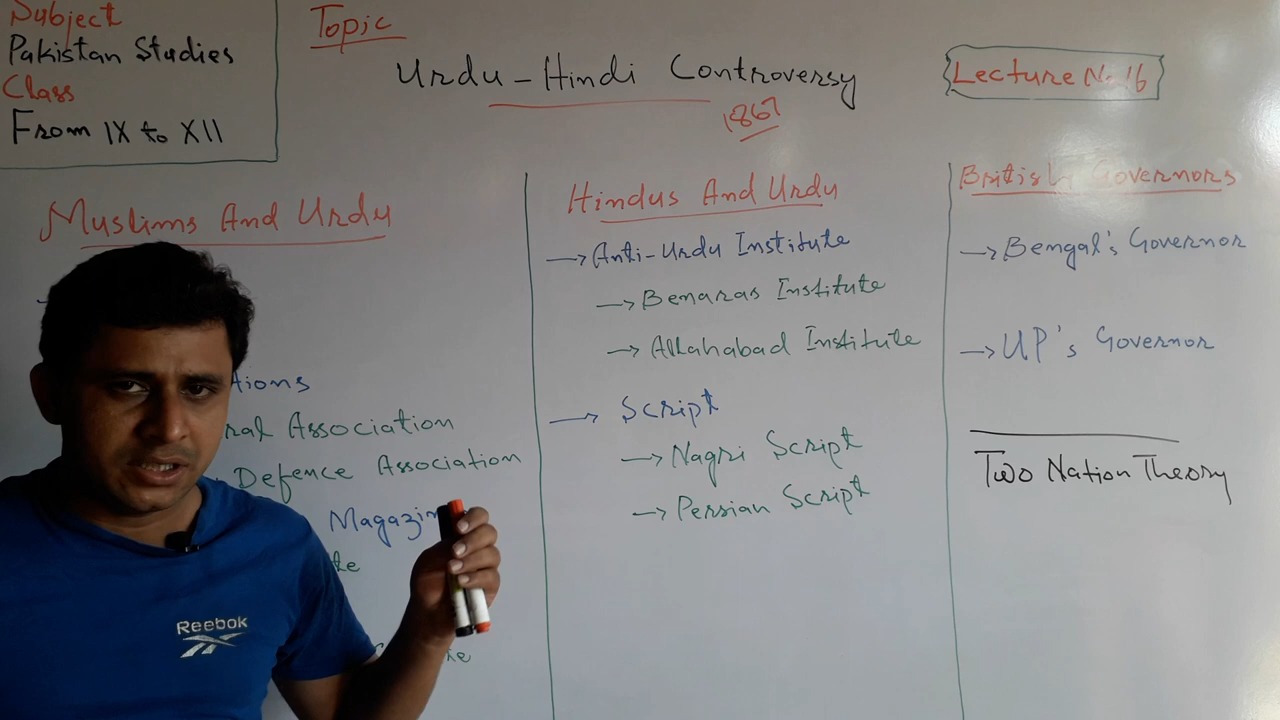 Subject
Pakistan Studies
Class
From IX to XII
Topic
Urdu-Hindi Controversy
1867
Lecture No 16
Muslims And Urdu
Defence Association
Association
Hindus And Urdu
→Anti-Urdu Institute
→Benaras Institute
→Allahabad Institute
→ Script
→Nagri Script
→Persian Script
British Governors
→Bengal's Governor
→UP's Governor
Two Nation Theory
Reebok